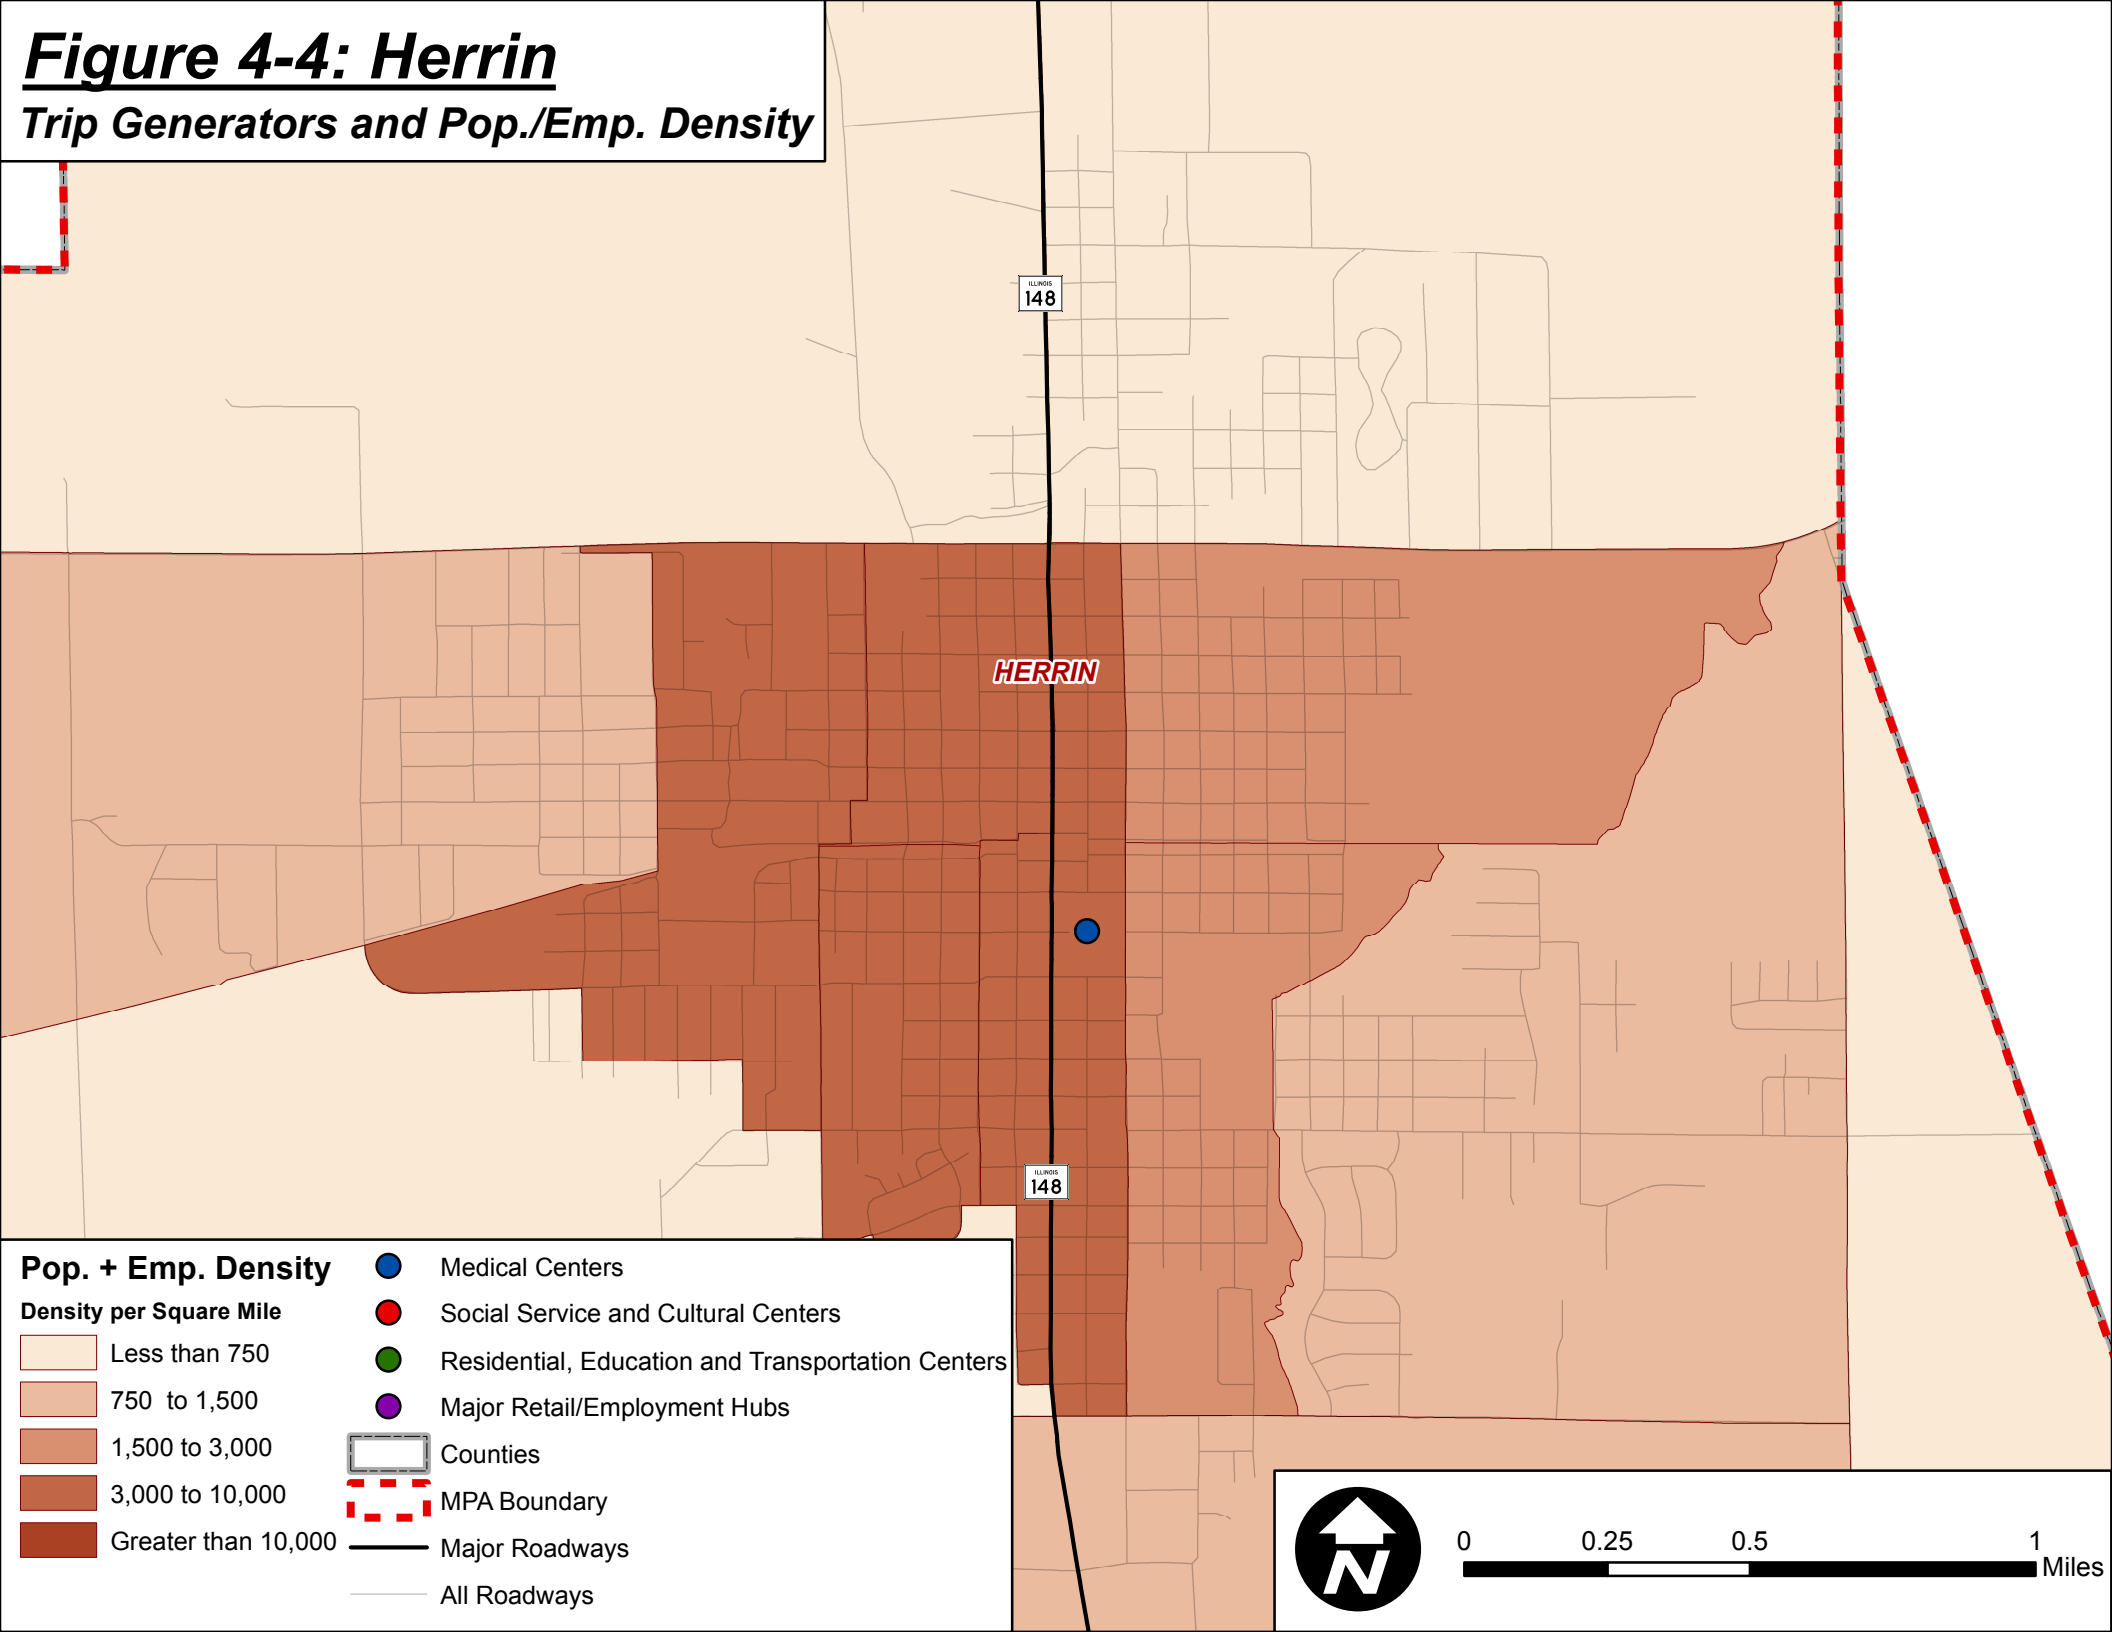 Figure 4-4: Herrin
Trip Generators and Pop./Emp. Density
ILLINOIS
148
HERRIN
ILLINOIS
148
Pop. + Emp. Density
Density per Square Mile
Less than 750
750 to 1,500
1,500 to 3,000
3,000 to 10,000
Greater than 10,000
Medical Centers
Social Service and Cultural Centers
Residential, Education and Transportation Centers
Major Retail/Employment Hubs
Counties
MPA Boundary
Major Roadways
All Roadways
N
0 0.25 0.5 1
Miles